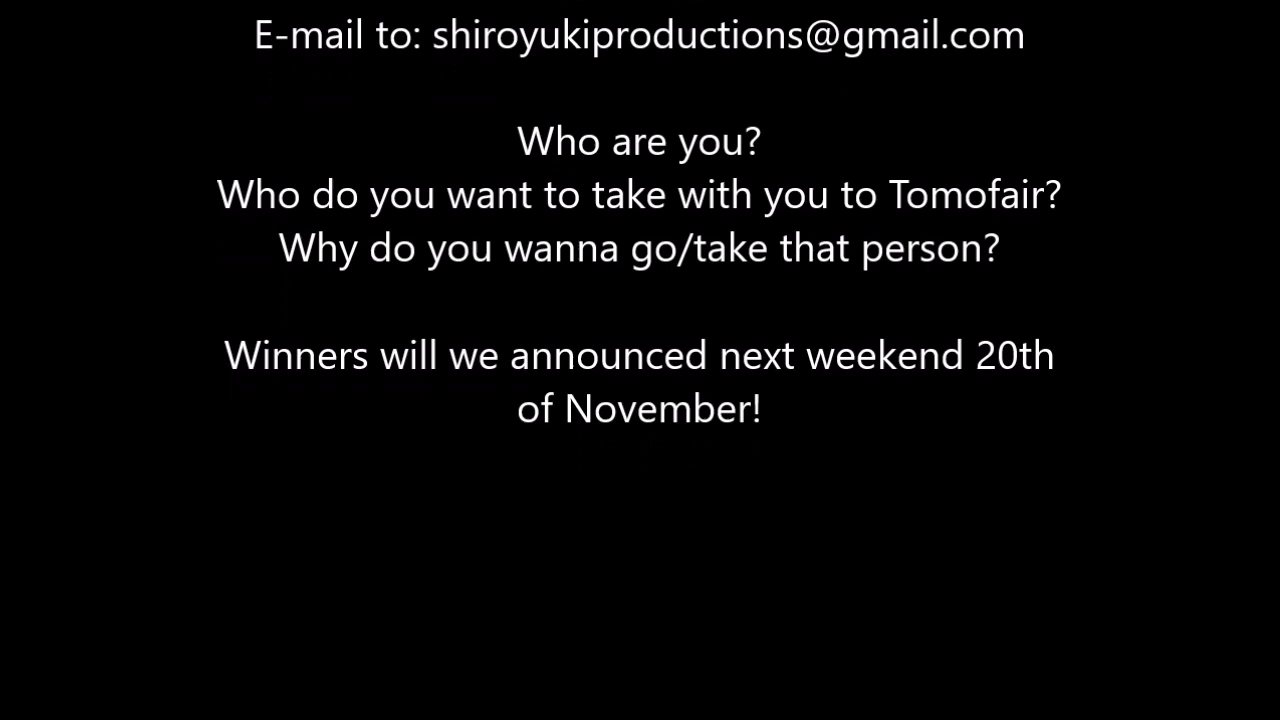 E-mail to: shiroyukiproductions@gmail.com
Who are you?
Who do you want to take with you to Tomofair?
Why do you wanna go/take that person?
Winners will we announced next weekend 20th
of November!